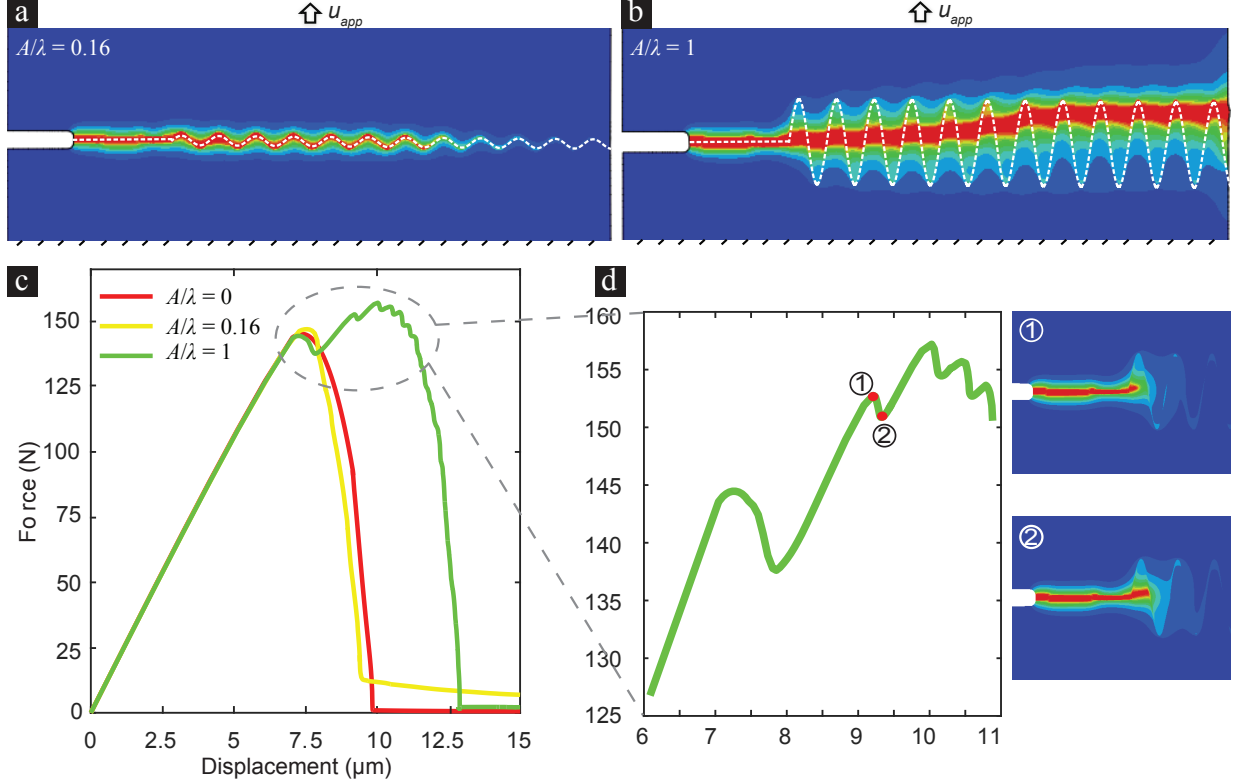 a
u_app
A/λ = 0.16
b
u_app
A/λ = 1
c
A/λ = 0
A/λ = 0.16
A/λ = 1
150
125
100
75
50
25
0
0 2.5 5 7.5 10 12.5 15
Force (N)
Displacement (μm)
d
160
155
150
145
140
135
130
125
6 7 8 9 10 11
①
②
①
②